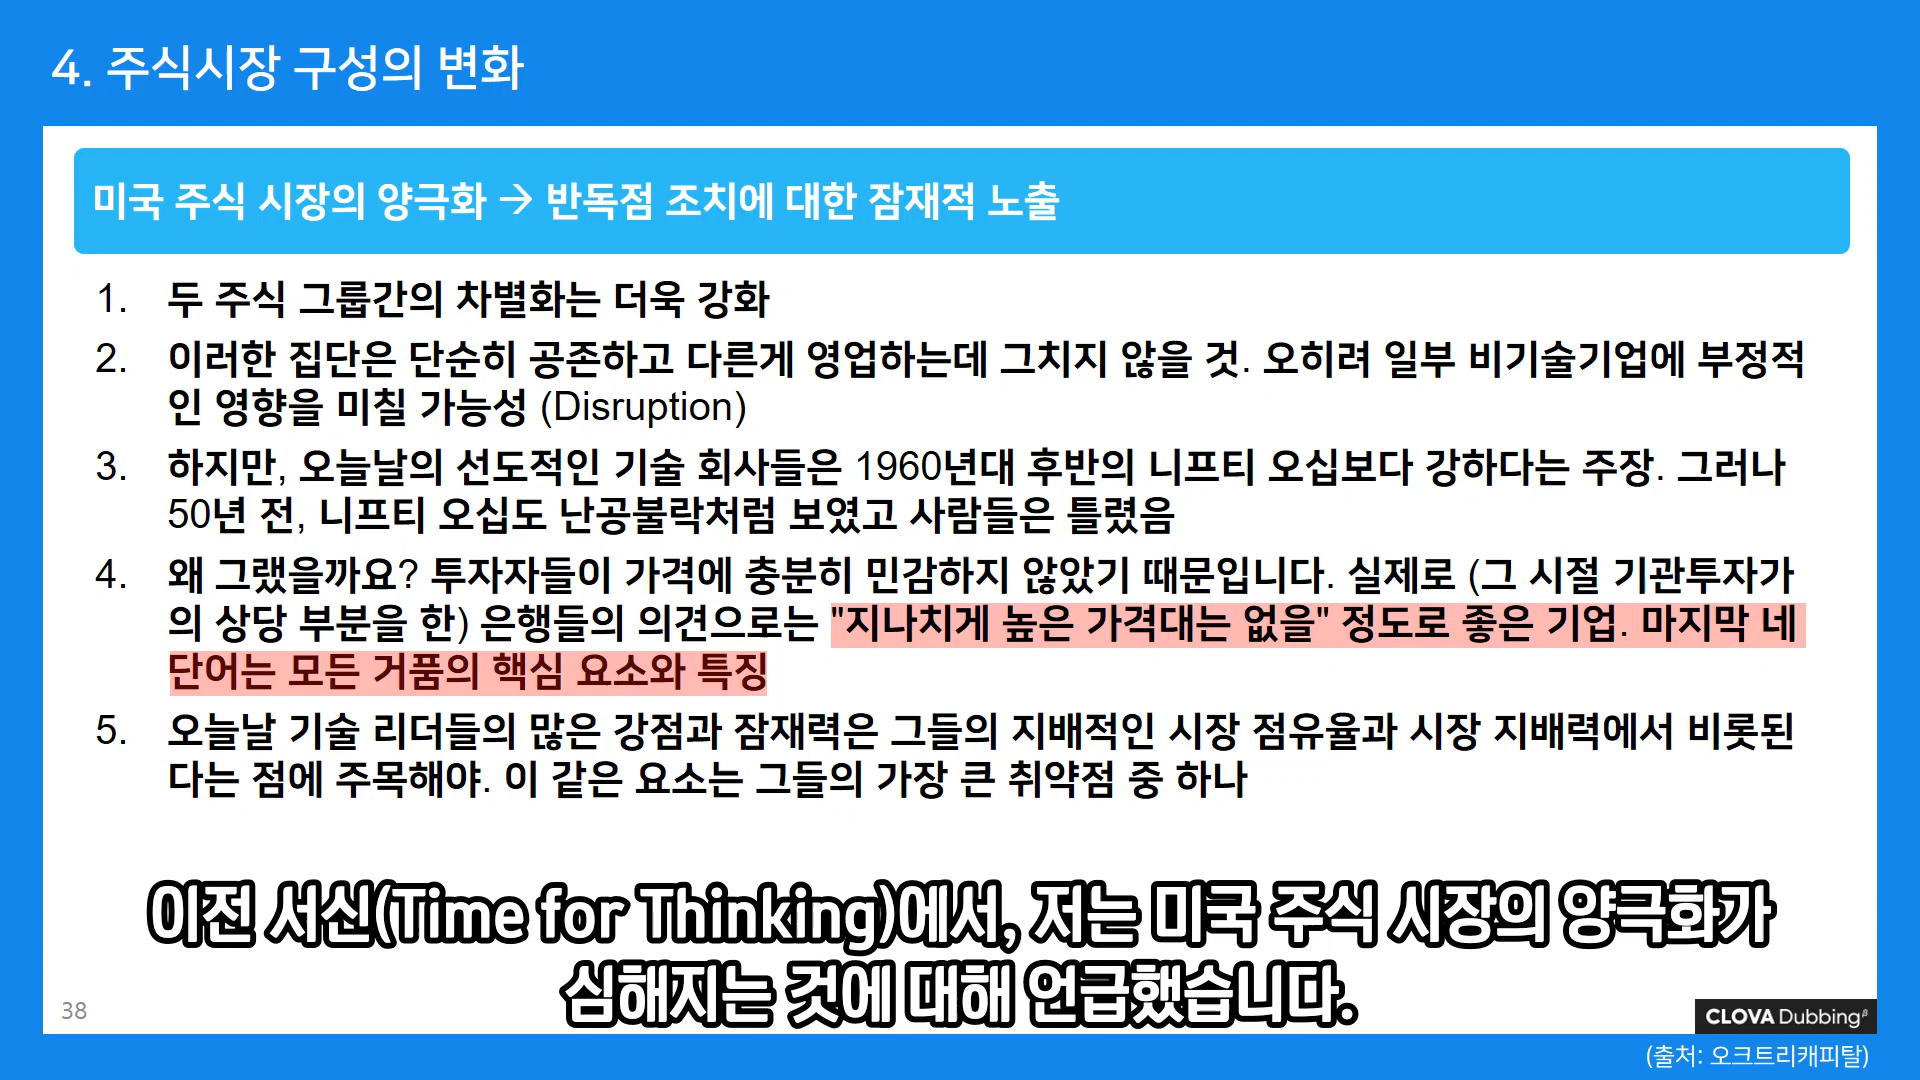 4. 주식시장 구성의 변화
미국 주식 시장의 양극화 → 반독점 조치에 대한 잠재적 노출
1. 두 주식 그룹간의 차별화는 더욱 강화
2. 이러한 집단은 단순히 공존하고 다른게 영업하는데 그치지 않을 것. 오히려 일부 비기술기업에 부정적
인 영향을 미칠 가능성 (Disruption)
3. 하지만, 오늘날의 선도적인 기술 회사들은 1960년대 후반의 니프티 오십보다 강하다는 주장. 그러나
50년 전, 니프티 오십도 난공불락처럼 보였고 사람들은 틀렸음
4. 왜 그랬을까요? 투자자들이 가격에 충분히 민감하지 않았기 때문입니다. 실제로 (그 시절 기관투자가
의 상당 부분을 한) 은행들의 의견으로는 "지나치게 높은 가격대는 없을" 정도로 좋은 기업. 마지막 네
단어는 모든 거품의 핵심 요소와 특징
5. 오늘날 기술 리더들의 많은 강점과 잠재력은 그들의 지배적인 시장 점유율과 시장 지배력에서 비롯된
다는 점에 주목해야. 이 같은 요소는 그들의 가장 큰 취약점 중 하나
이전 서신(Time for Thinking)에서, 저는 미국 주식 시장의 양극화가
심해지는 것에 대해 언급했습니다.
38
CLOVA Dubbing β
(출처: 오크트리캐피탈)